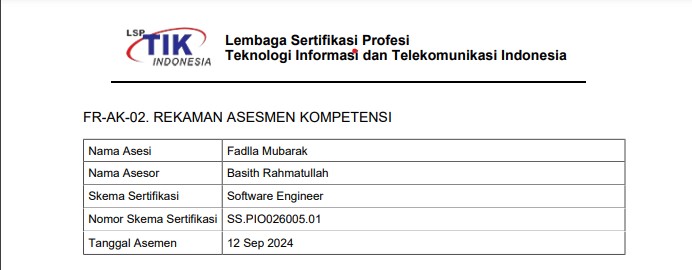 LSP TIK INDONESIA
Lembaga Sertifikasi Profesi
Teknologi Informasi dan Telekomunikasi Indonesia
FR-AK-02. REKAMAN ASESMEN KOMPETENSI
Nama Asesi Fadlla Mubarak
Nama Asesor Basith Rahmatullah
Skema Sertifikasi Software Engineer
Nomor Skema Sertifikasi SS.PIO026005.01
Tanggal Asemen 12 Sep 2024